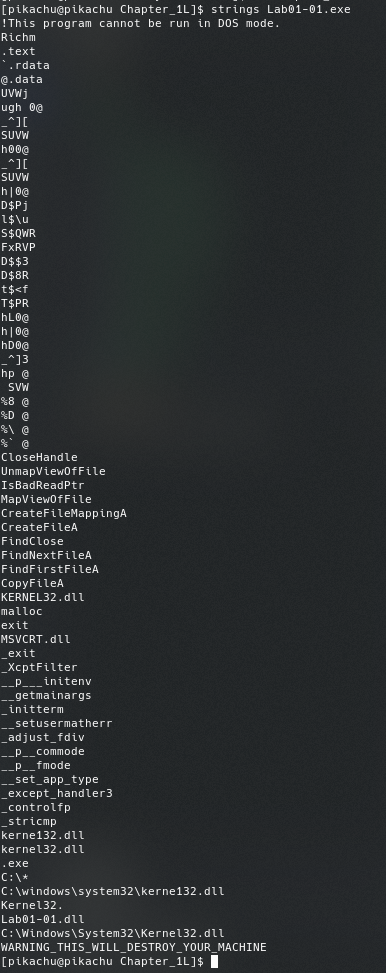 [pikachu@pikachu Chapter_1L]$ strings Lab01-01.exe
!This program cannot be run in DOS mode.
Richm
.text
`.rdata
@.data
UVWj
ugh 0@
_^][
SUVW
h00@
_^][
SUVW
h|0@
D$Pj
l$\u
S$QWR
FxRVP
D$$3
D$8R
t$<f
T$PR
hL0@
h|0@
hD0@
_^]3
hp @
 SVW
%8 @
%D @
%\ @
%` @
CloseHandle
UnmapViewOfFile
IsBadReadPtr
MapViewOfFile
CreateFileMappingA
CreateFileA
FindClose
FindNextFileA
FindFirstFileA
CopyFileA
KERNEL32.dll
malloc
exit
MSVCRT.dll
_exit
_XcptFilter
__p___initenv
__getmainargs
_initterm
__setusermatherr
_adjust_fdiv
__p__commode
__p__fmode
__set_app_type
_except_handler3
_controlfp
_stricmp
kerne132.dll
kernel32.dll
.exe
C:\*
C:\windows\system32\kerne132.dll
Kernel32.
Lab01-01.dll
C:\Windows\System32\Kernel32.dll
WARNING_THIS_WILL_DESTROY_YOUR_MACHINE
[pikachu@pikachu Chapter_1L]$